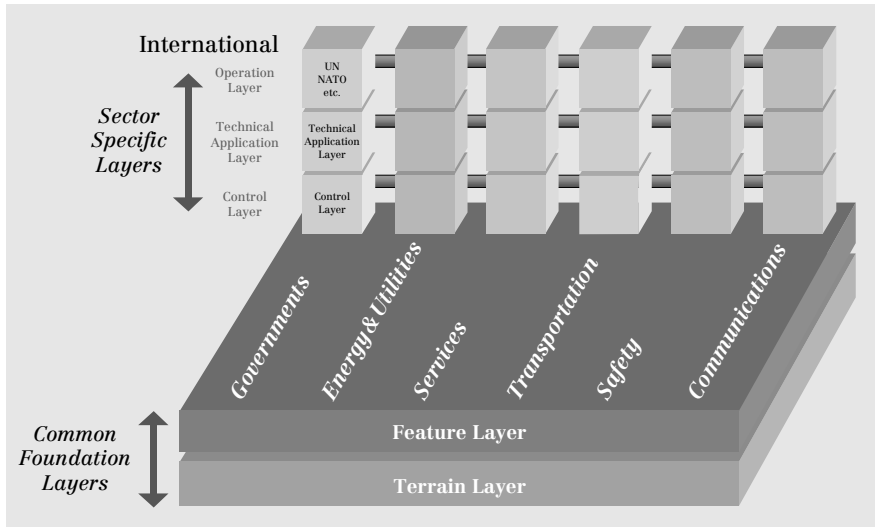 International
Operation
Layer
UN
NATO
etc.
Sector
Specific
Layers
Technical
Application
Layer
Technical
Application
Layer
Control
Layer
Control
Layer
Governments
Energy & Utilities
Services
Transportation
Safety
Communications
Common
Foundation
Layers
Feature Layer
Terrain Layer